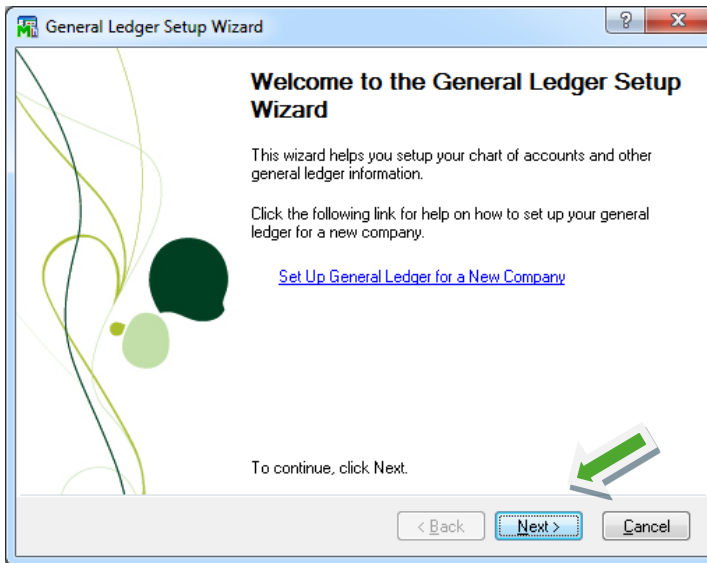 General Ledger Setup Wizard
?
X
Welcome to the General Ledger Setup
Wizard
This wizard helps you setup your chart of accounts and other
general ledger information.
Click the following link for help on how to set up your general
ledger for a new company.
Set Up General Ledger for a New Company
To continue, click Next.
< Back
Next >
Cancel